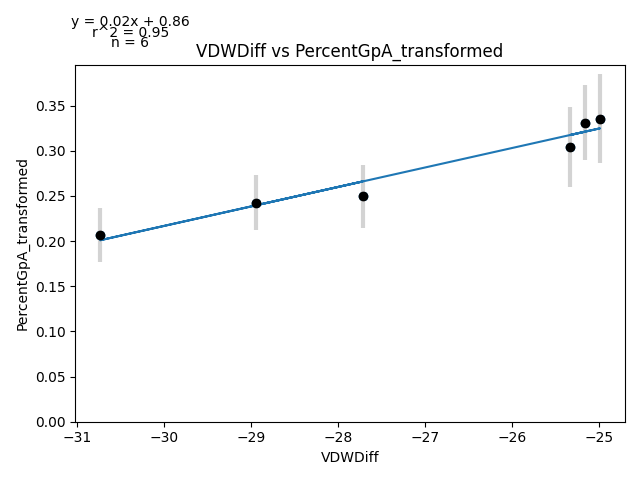 y = 0.02x + 0.86
r^2 = 0.95
n = 6
VDWDiff vs PercentGpA_transformed
PercentGpA_transformed
0.35
0.30
0.25
0.20
0.15
0.10
0.05
0.00
−31 −30 −29 −28 −27 −26 −25
VDWDiff